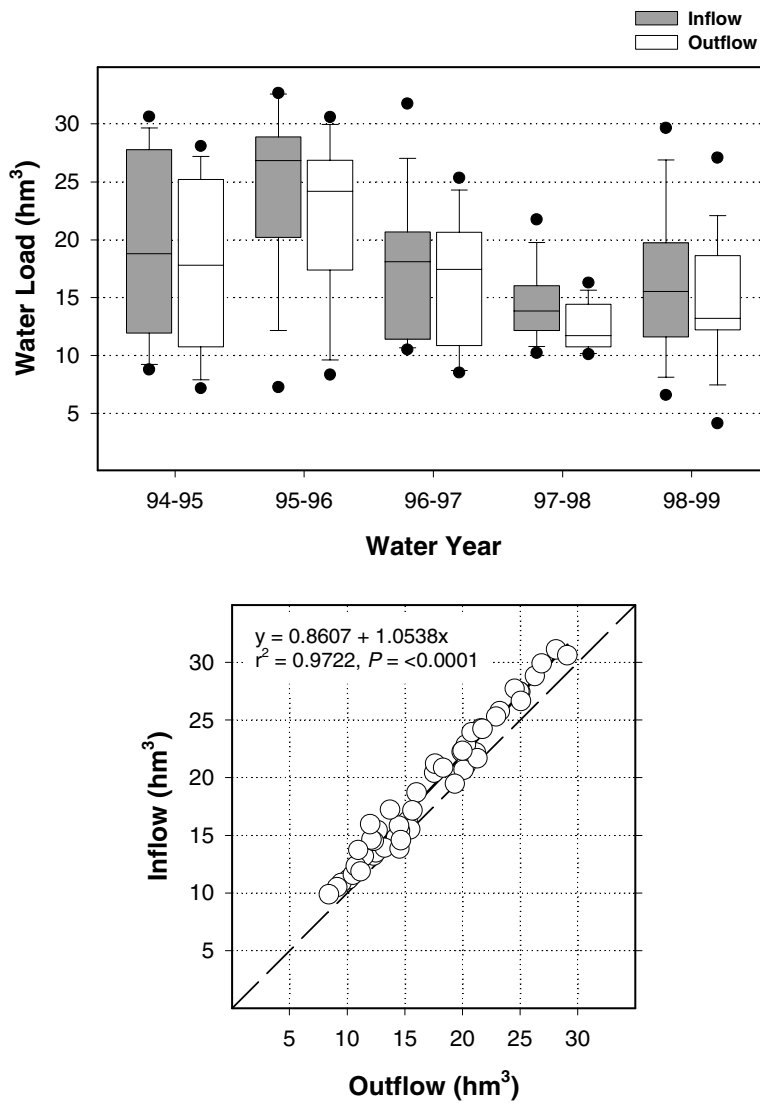 Inflow
Outflow
Water Load (hm³)
30
25
20
15
10
5
94-95 95-96 96-97 97-98 98-99
Water Year
y = 0.8607 + 1.0538x
r² = 0.9722, P = <0.0001
Inflow (hm³)
30
25
20
15
10
5
5 10 15 20 25 30
Outflow (hm³)